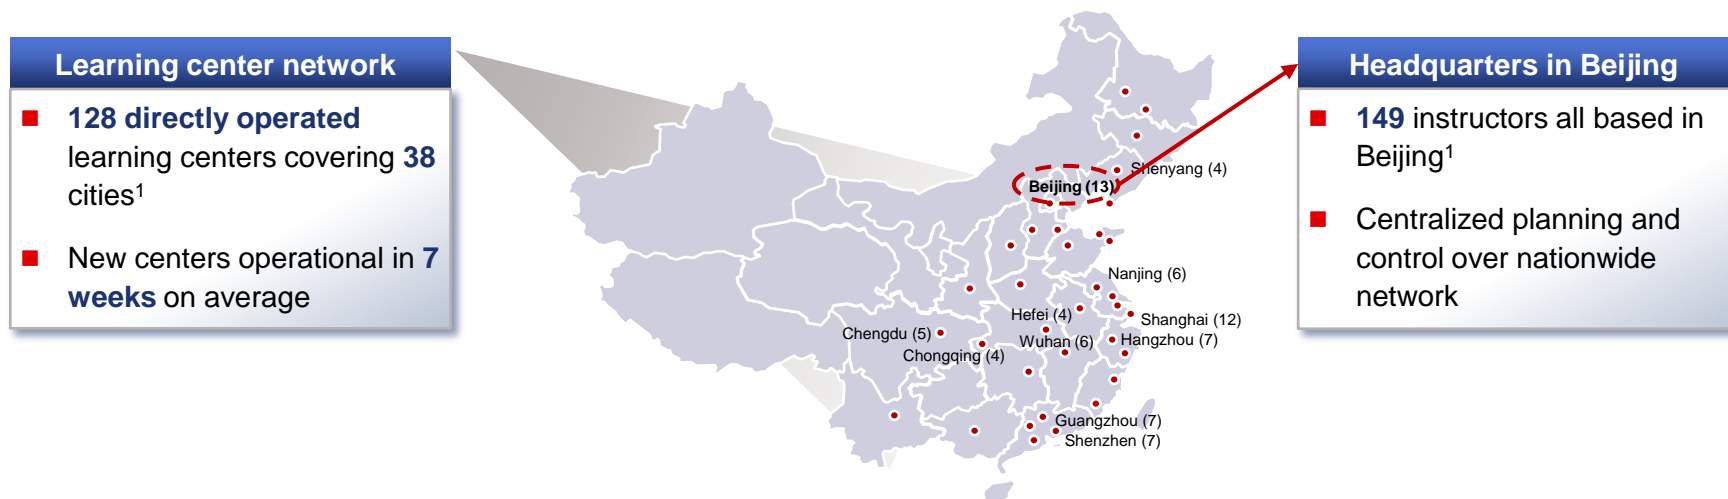 Learning center network
■ 128 directly operated
learning centers covering 38
cities1
■ New centers operational in 7
weeks on average
Shenyang (4)
Beijing (13)
Nanjing (6)
Hefei (4)
Shanghai (12)
Chengdu (5)
Wuhan (6)
Hangzhou (7)
Chongqing (4)
Guangzhou (7)
Shenzhen (7)
Headquarters in Beijing
■ 149 instructors all based in
Beijing1
■ Centralized planning and
control over nationwide
network